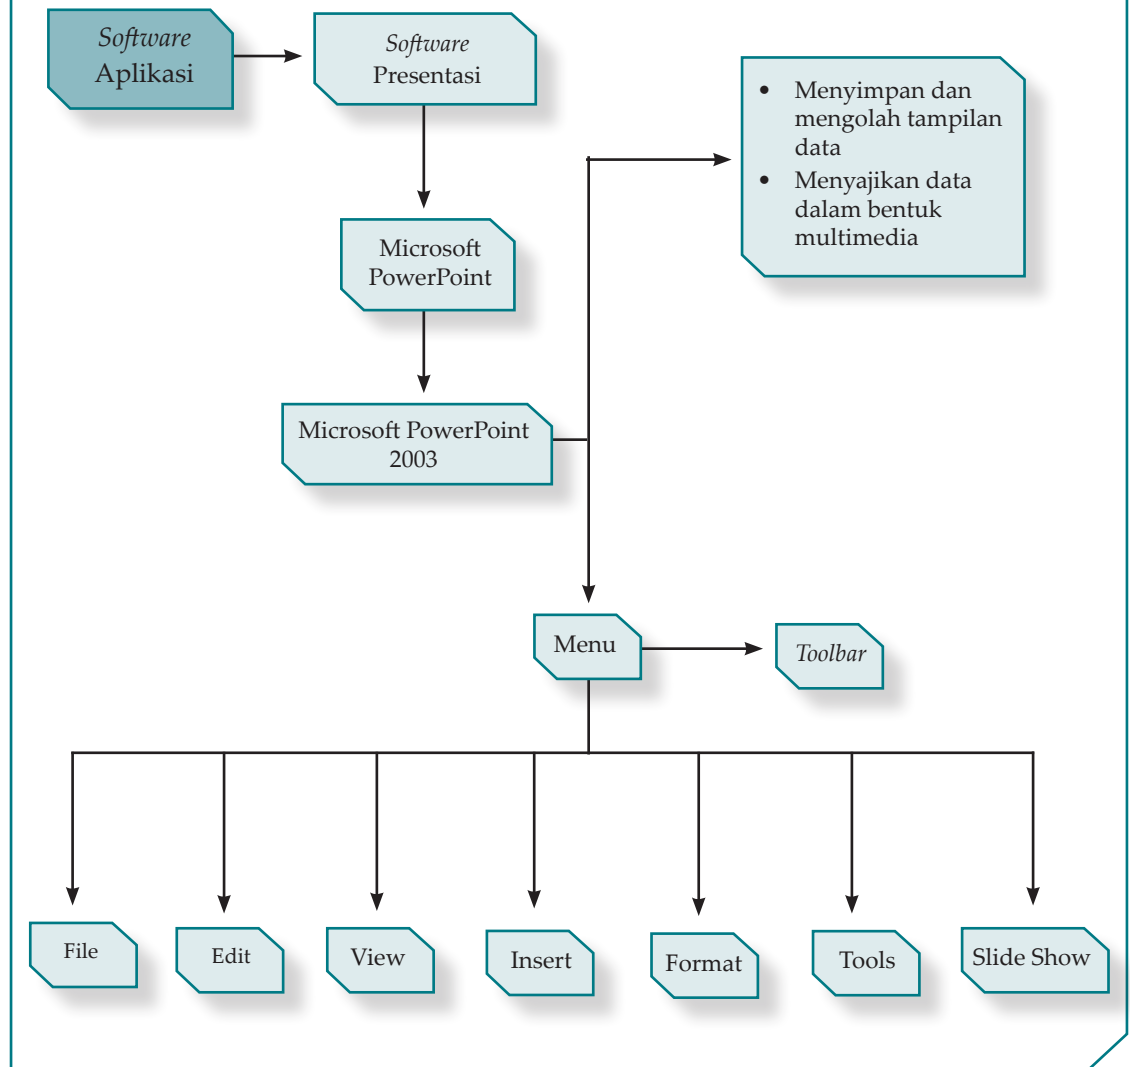 Software
Aplikasi
Software
Presentasi
• Menyimpan dan
mengolah tampilan
data
• Menyajikan data
dalam bentuk
multimedia
Microsoft
PowerPoint
Microsoft PowerPoint
2003
Menu
Toolbar
File
Edit
View
Insert
Format
Tools
Slide Show